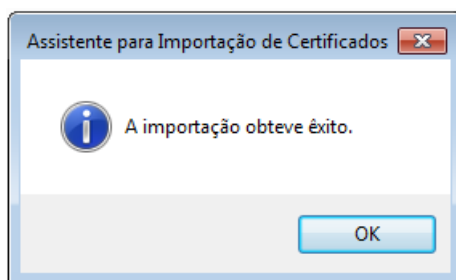 Assistente para Importação de Certificados
A importação obteve êxito.
OK